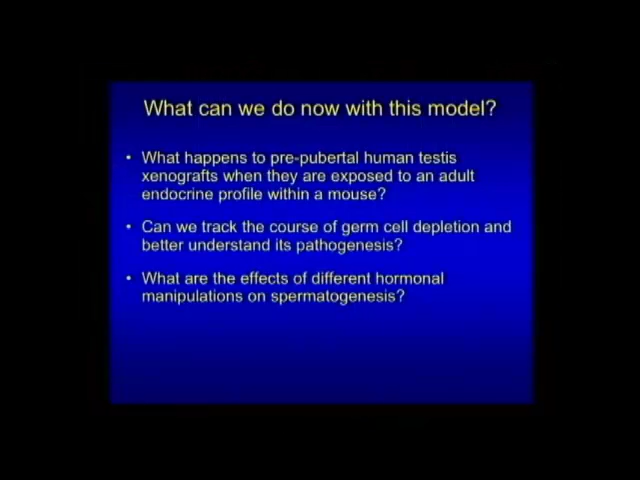 What can we do now with this model?
• What happens to pre-pubertal human testis
xenografts when they are exposed to an adult
endocrine profile within a mouse?
• Can we track the course of germ cell depletion and
better understand its pathogenesis?
• What are the effects of different hormonal
manipulations on spermatogenesis?